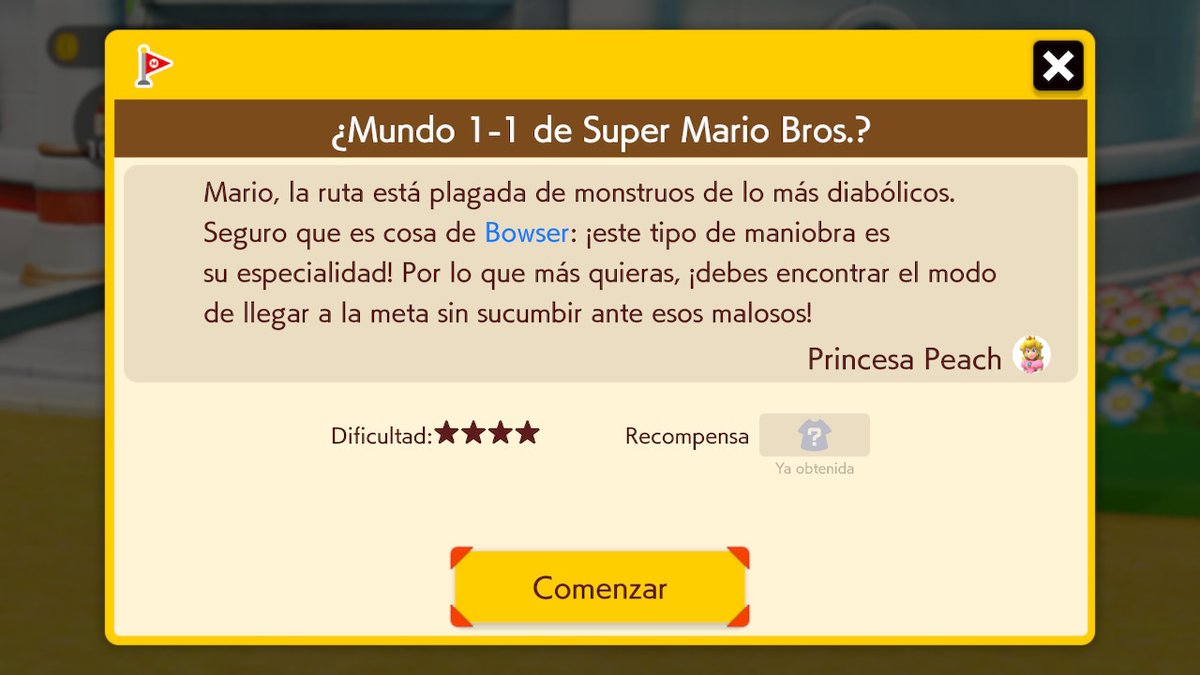 ¿Mundo 1-1 de Super Mario Bros.?
Mario, la ruta está plagada de monstruos de lo más diabólicos.
Seguro que es cosa de Bowser: ¡este tipo de maniobra es
su especialidad! Por lo que más quieras, ¡debes encontrar el modo
de llegar a la meta sin sucumbir ante esos malosos!
Princesa Peach
Dificultad:★★★★
Recompensa
?
Ya obtenida
Comenzar